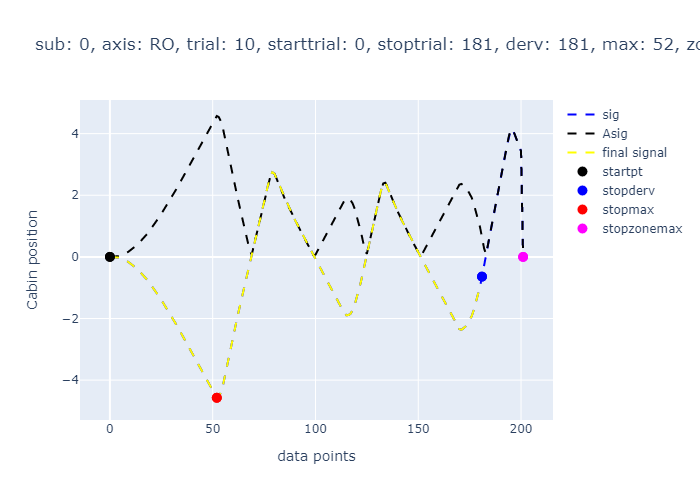 sub: 0, axis: RO, trial: 10, starttrial: 0, stoptrial: 181, derv: 181, max: 52,
sig
Asig
final signal
startpt
stopderv
stopmax
stopzonemax
Cabin position
4
2
0
−2
−4
0
50
100
150
200
data points